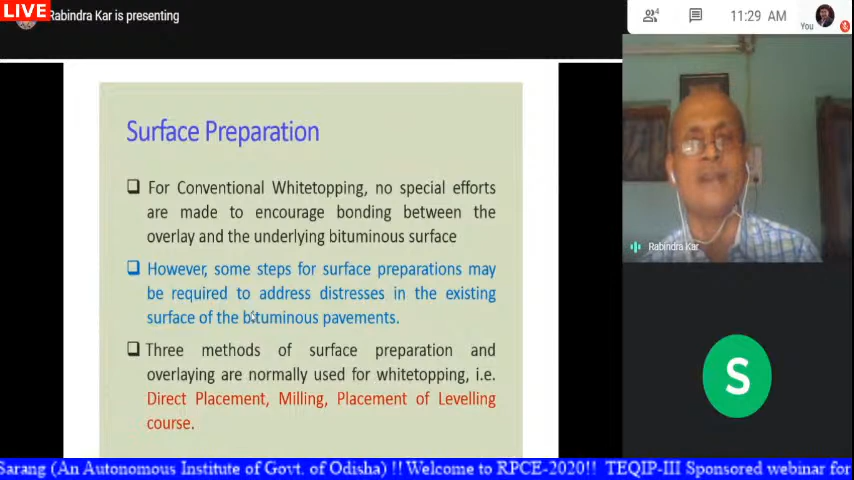 LIVE
Rabindra Kar is presenting
4
11:29 AM
You
Surface Preparation
For Conventional Whitetopping, no special efforts
are made to encourage bonding between the
overlay and the underlying bituminous surface
However, some steps for surface preparations may
be required to address distresses in the existing
surface of the bituminous pavements.
Three methods of surface preparation and
overlaying are normally used for whitetopping, i.e.
Direct Placement, Milling, Placement of Levelling
course.
Rabindra Kar
S
Sarang (An Autonomous Institute of Govt. of Odisha) !! Welcome to RPCE-2020!! TEQIP-III Sponsored webinar for